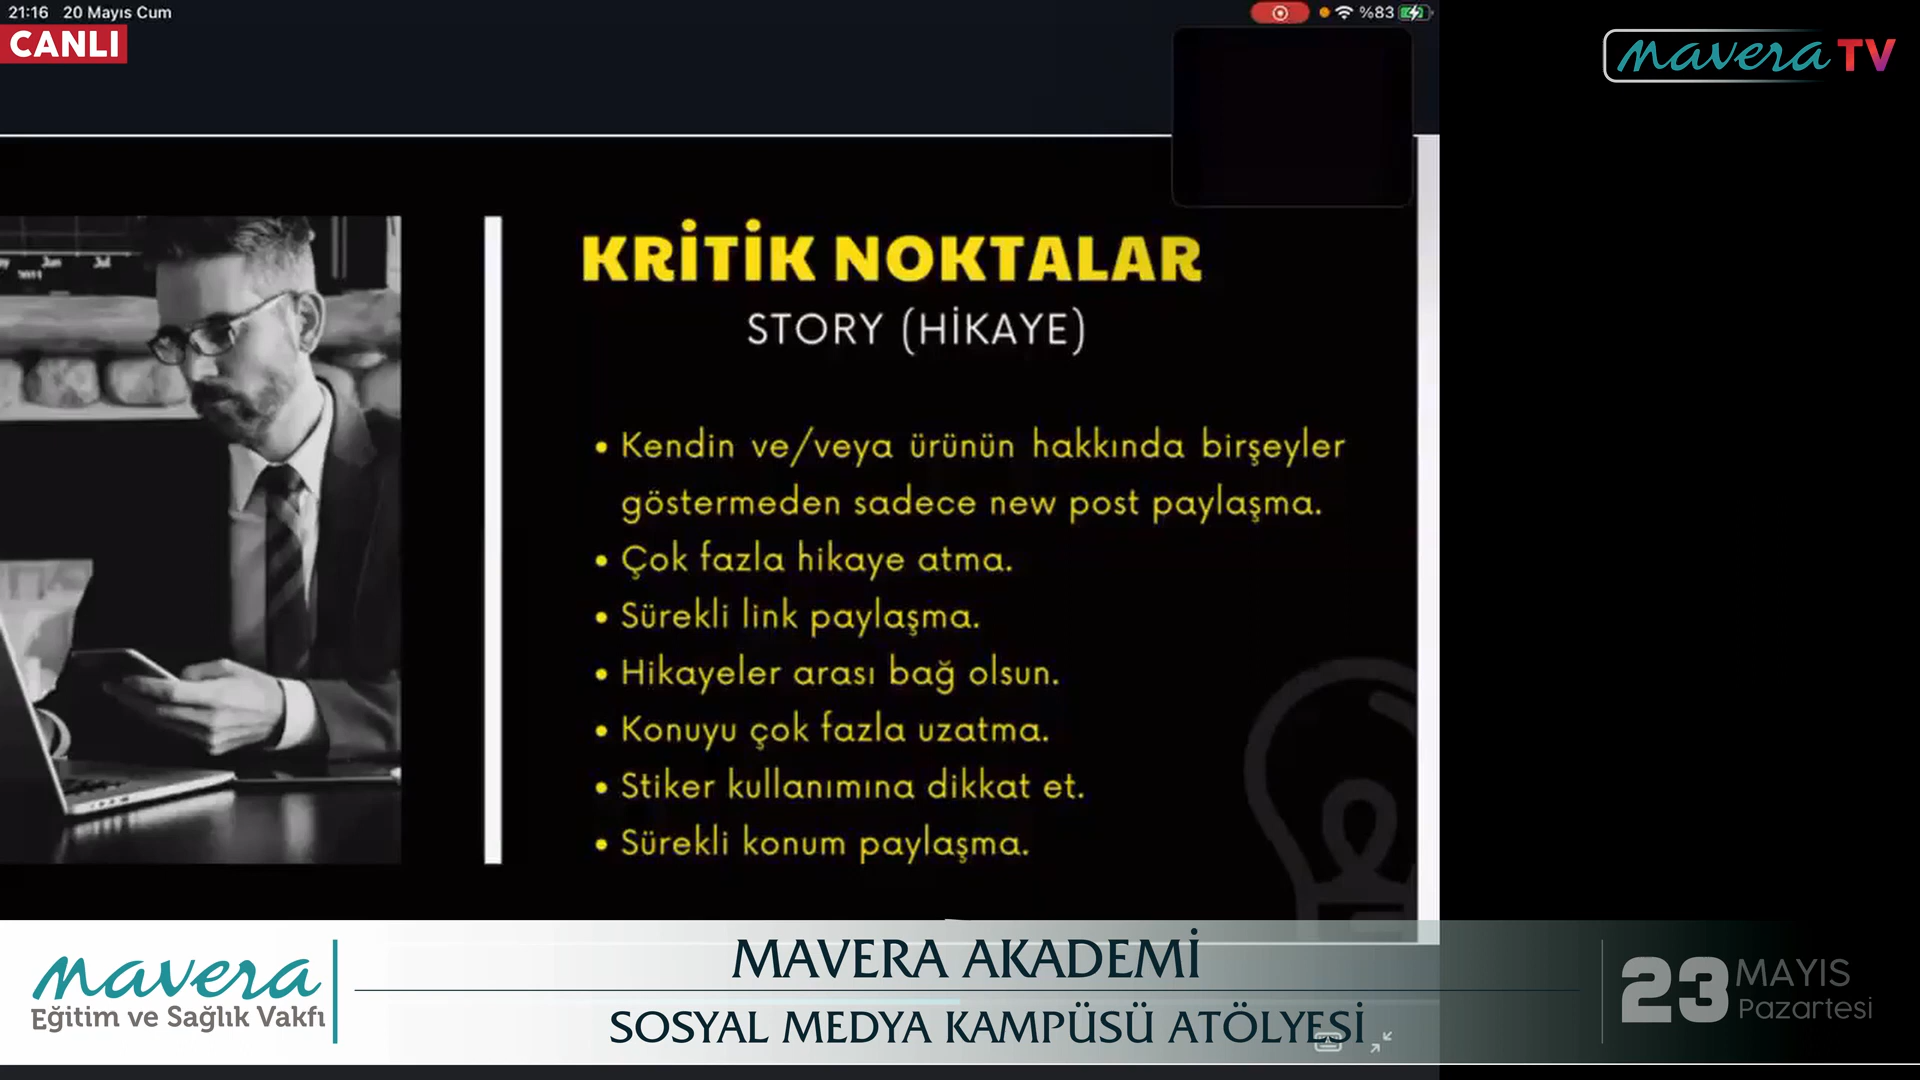 21:16 20 Mayıs Cum
%83
CANLI
mavera TV
Jun Jul
KRİTİK NOKTALAR
STORY (HİKAYE)
• Kendin ve/veya ürünün hakkında birşeyler
göstermeden sadece new post paylaşma.
• Çok fazla hikaye atma.
• Sürekli link paylaşma.
• Hikayeler arası bağ olsun.
• Konuyu çok fazla uzatma.
• Stiker kullanımına dikkat et.
• Sürekli konum paylaşma.
mavera
Eğitim ve Sağlık Vakfı
MAVERA AKADEMİ
SOSYAL MEDYA KAMPÜSÜ ATÖLYESİ
23 MAYIS
Pazartesi